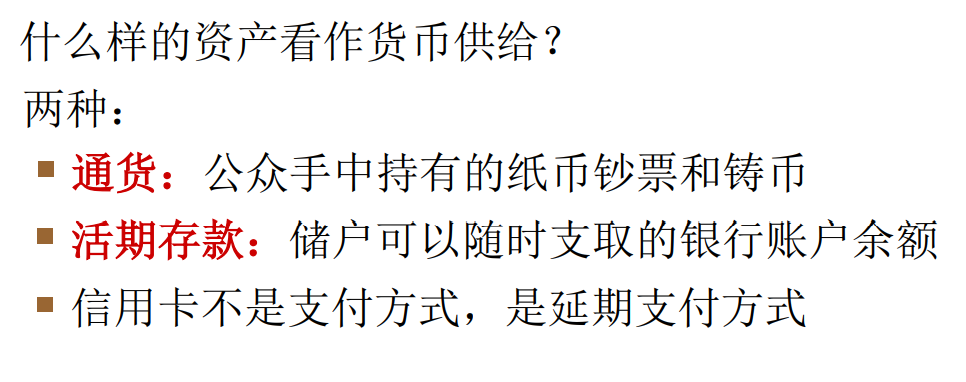 什么样的资产看作货币供给？
两种：
通货：公众手中持有的纸币钞票和铸币
活期存款：储户可以随时支取的银行账户余额
信用卡不是支付方式，是延期支付方式